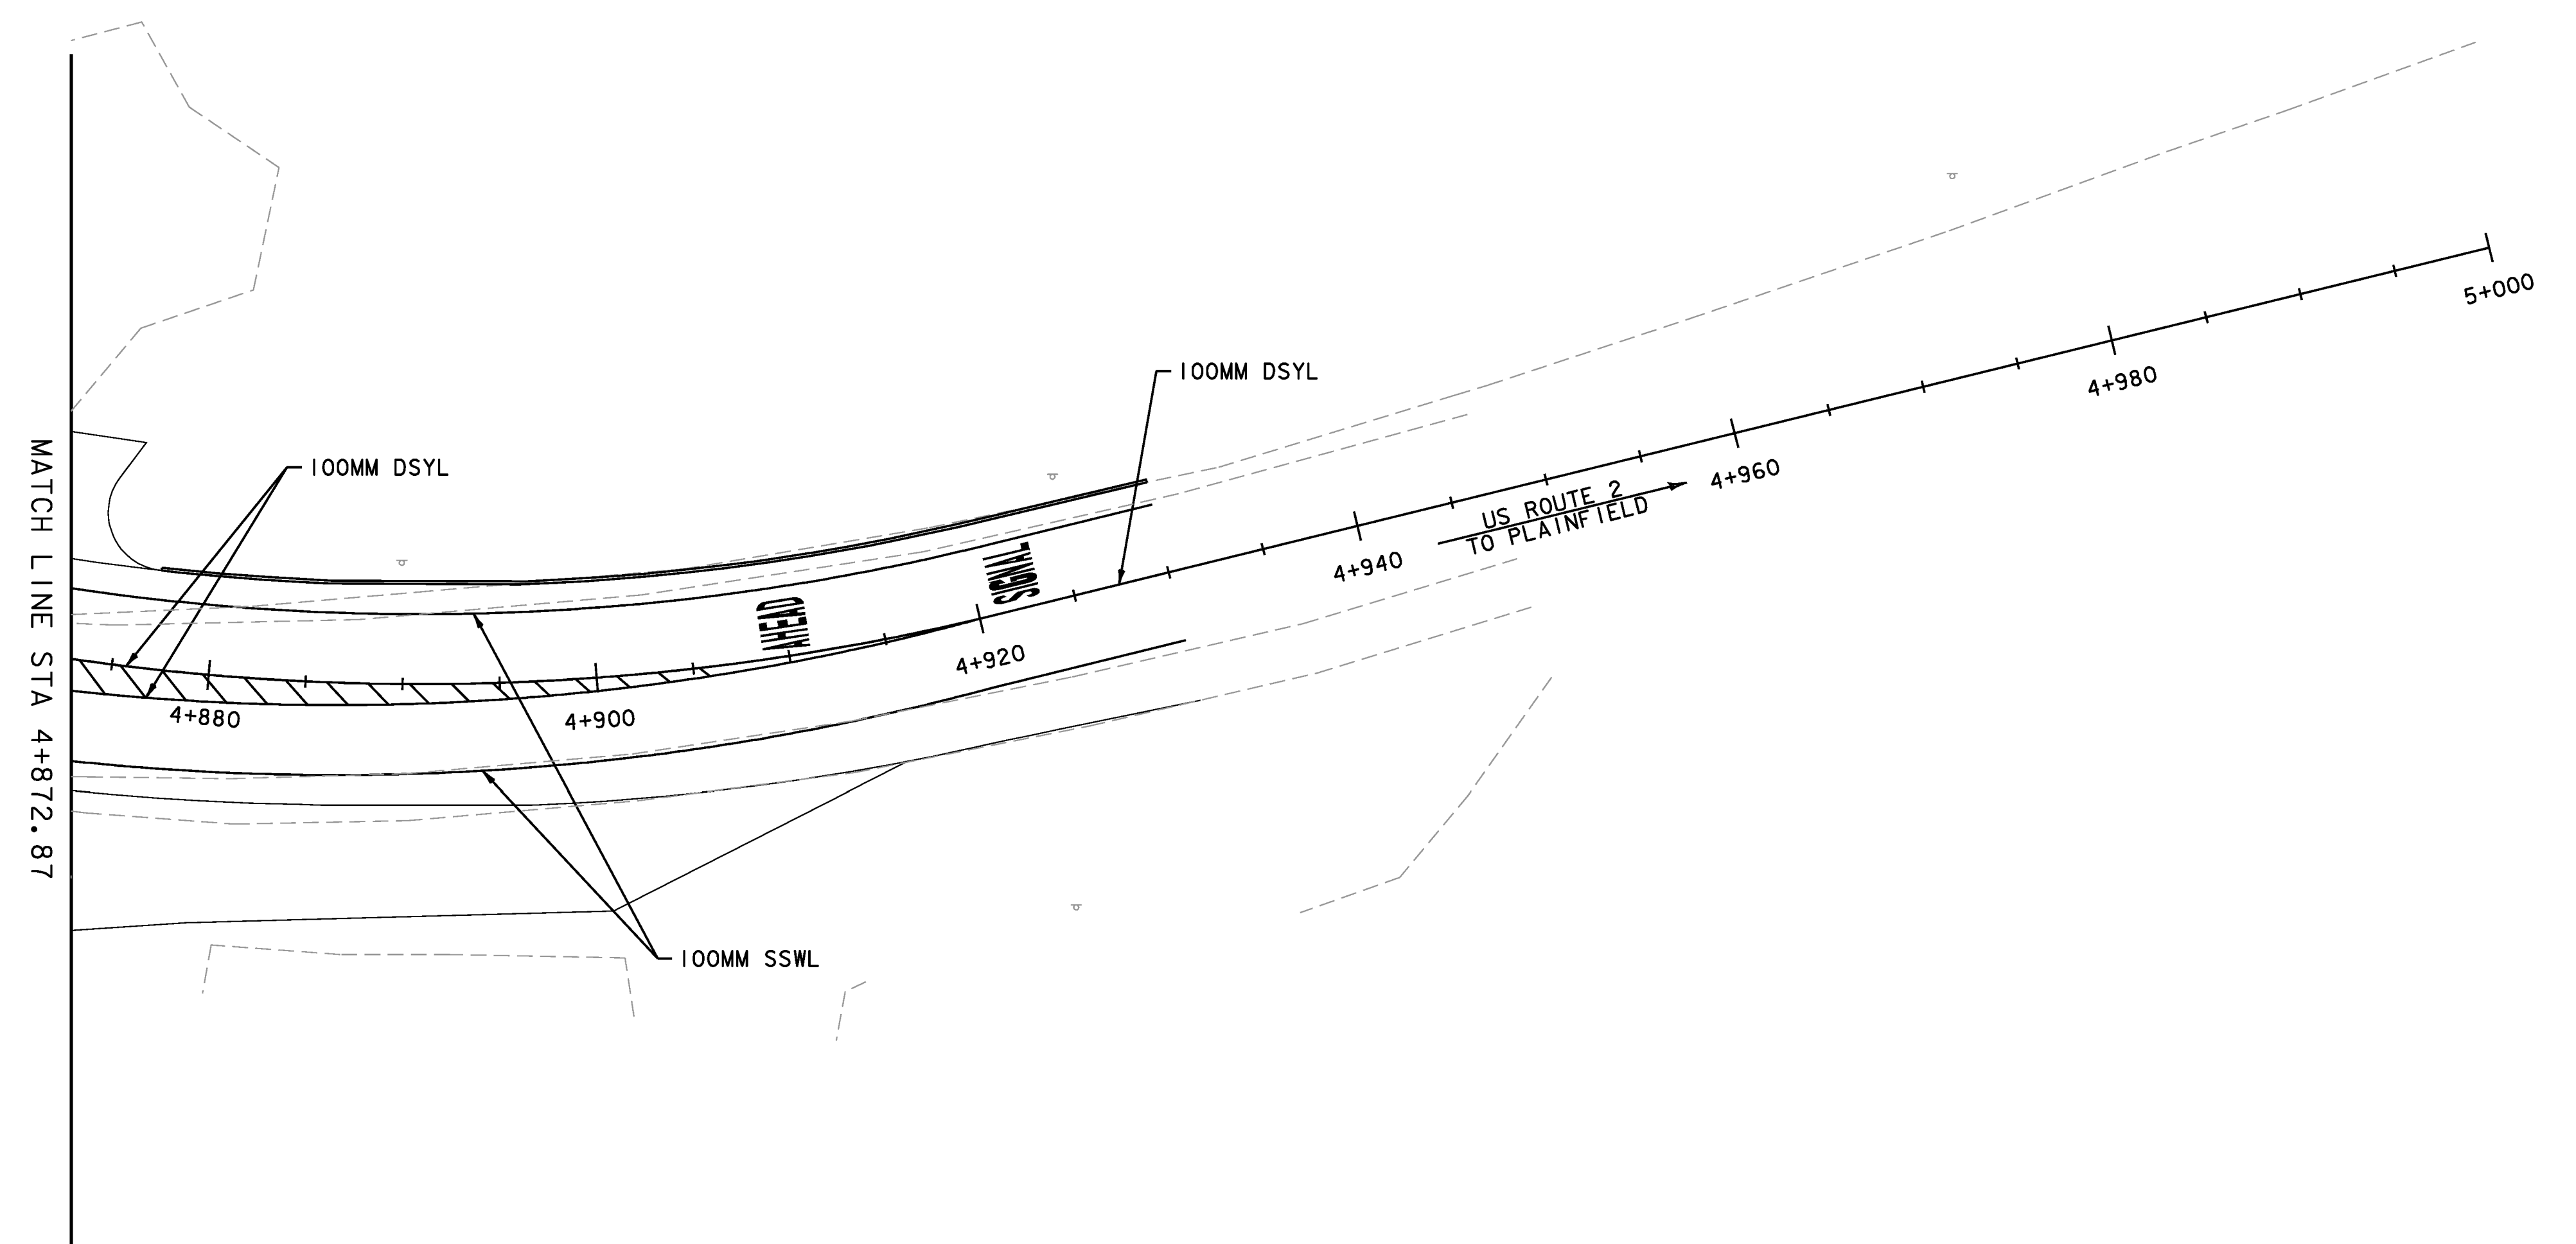 MATCH LINE STA 4+872.87
100MM DSYL
100MM DSYL
SIGNAL
AHEAD
US ROUTE 2
TO PLAINFIELD
4+880
4+900
4+920
4+940
4+960
4+980
5+000
100MM SSWL